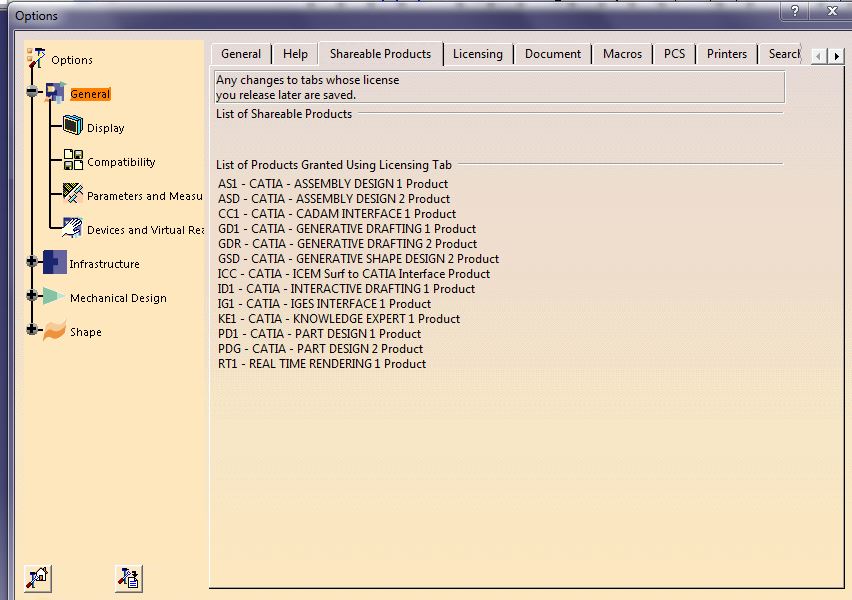 Options
?
X
Options
General
Display
Compatibility
Parameters and Measu
Devices and Virtual Rea
Infrastructure
Mechanical Design
Shape
General Help Shareable Products Licensing Document Macros PCS Printers Search
Any changes to tabs whose license
you release later are saved.
List of Shareable Products
List of Products Granted Using Licensing Tab
AS1 - CATIA - ASSEMBLY DESIGN 1 Product
ASD - CATIA - ASSEMBLY DESIGN 2 Product
CC1 - CATIA - CADAM INTERFACE 1 Product
GD1 - CATIA - GENERATIVE DRAFTING 1 Product
GDR - CATIA - GENERATIVE DRAFTING 2 Product
GSD - CATIA - GENERATIVE SHAPE DESIGN 2 Product
ICC - CATIA - ICEM Surf to CATIA Interface Product
ID1 - CATIA - INTERACTIVE DRAFTING 1 Product
IG1 - CATIA - IGES INTERFACE 1 Product
KE1 - CATIA - KNOWLEDGE EXPERT 1 Product
PD1 - CATIA - PART DESIGN 1 Product
PDG - CATIA - PART DESIGN 2 Product
RT1 - REAL TIME RENDERING 1 Product